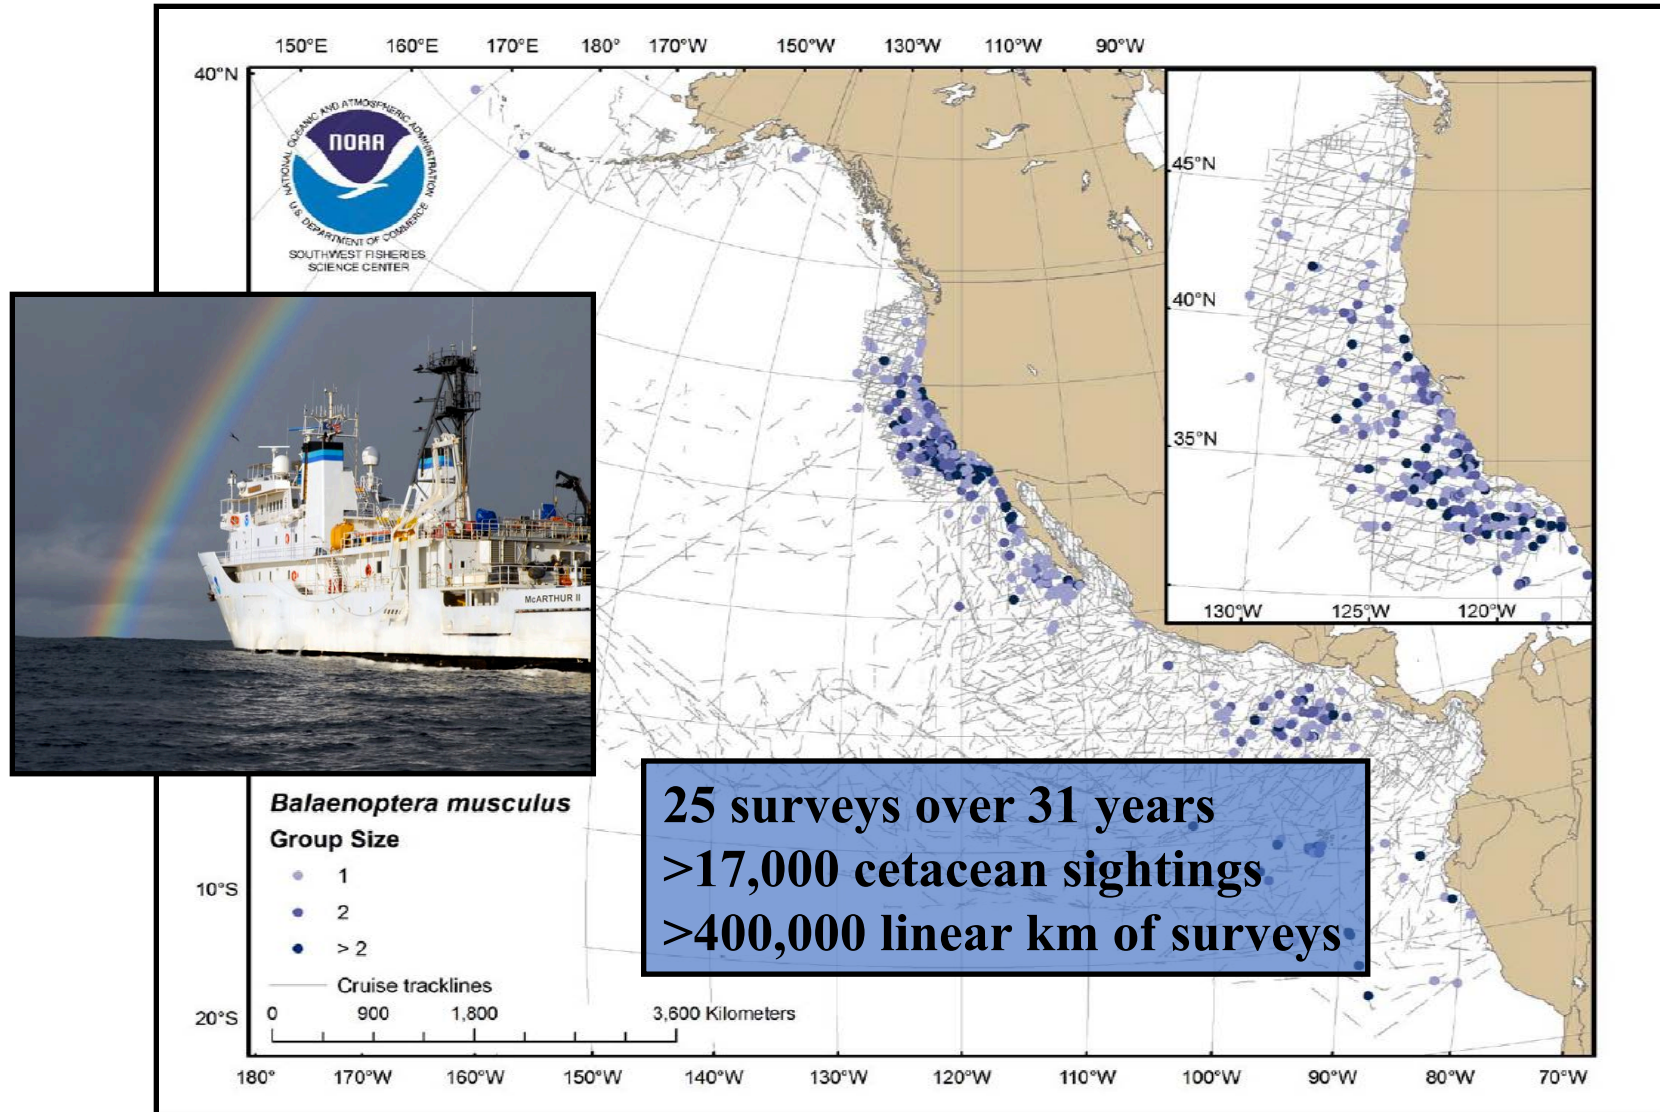 150°E 160°E 170°E 180° 170°W 150°W 130°W 110°W 90°W
40°N
NATIONAL OCEANIC AND ATMOSPHERIC ADMINISTRATION
NOAA
U.S. DEPARTMENT OF COMMERCE
SOUTHWEST FISHERIES
SCIENCE CENTER
45°N
40°N
35°N
130°W 125°W 120°W
McARTHUR II
Balaenoptera musculus
Group Size
1
2
> 2
Cruise tracklines
0 900 1,800 3,600 Kilometers
25 surveys over 31 years
>17,000 cetacean sightings
>400,000 linear km of surveys
10°S
20°S
180° 170°W 160°W 150°W 140°W 130°W 120°W 110°W 100°W 90°W 80°W 70°W